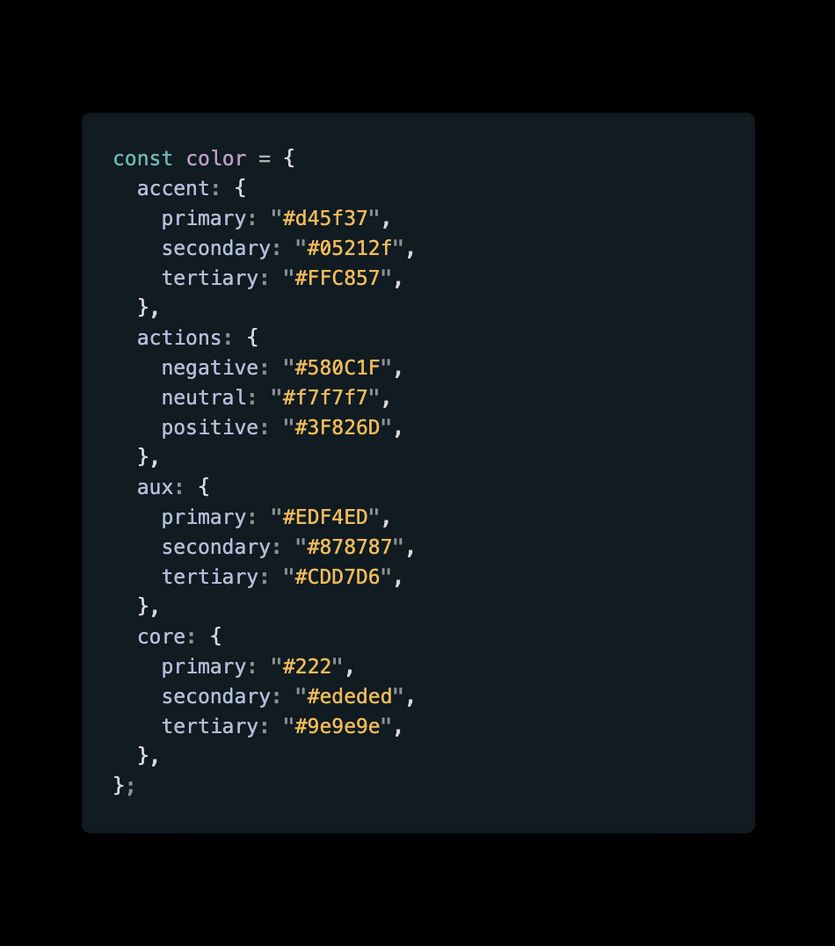 const color = {
  accent: {
    primary: "#d45f37",
    secondary: "#05212f",
    tertiary: "#FFC857",
  },
  actions: {
    negative: "#580C1F",
    neutral: "#f7f7f7",
    positive: "#3F826D",
  },
  aux: {
    primary: "#EDF4ED",
    secondary: "#878787",
    tertiary: "#CDD7D6",
  },
  core: {
    primary: "#222",
    secondary: "#ededed",
    tertiary: "#9e9e9e",
  },
};